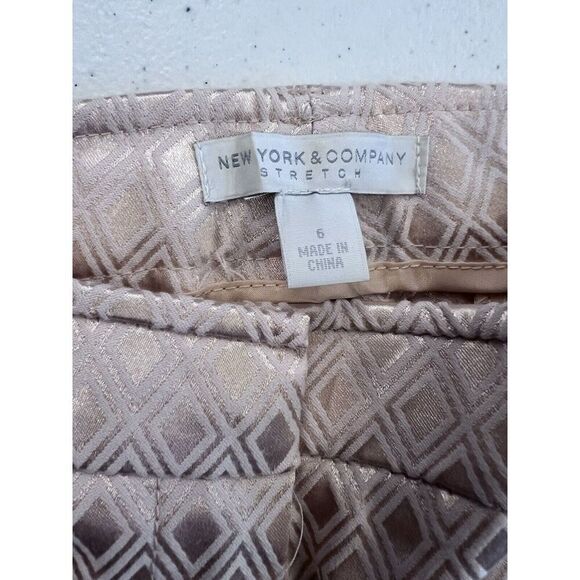 NEW YORK & COMPANY
STRETCH
6
MADE IN
CHINA